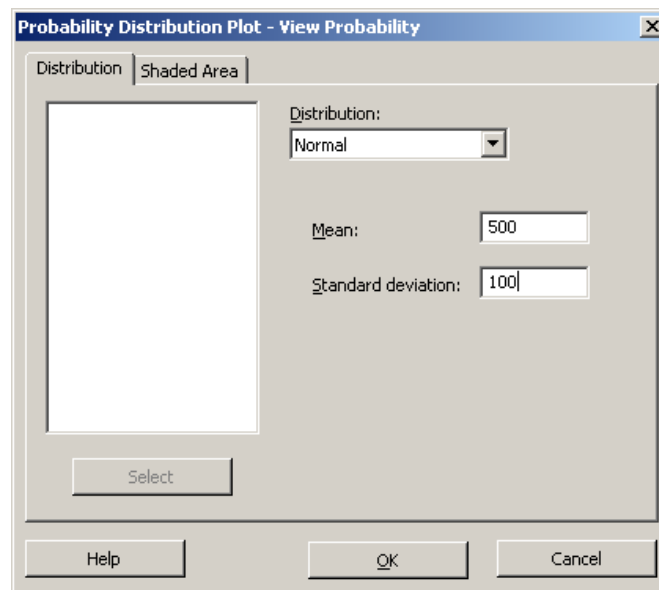 Probability Distribution Plot - View Probability
Distribution
Shaded Area
Distribution:
Normal
Mean:
500
Standard deviation:
100
Select
Help
OK
Cancel